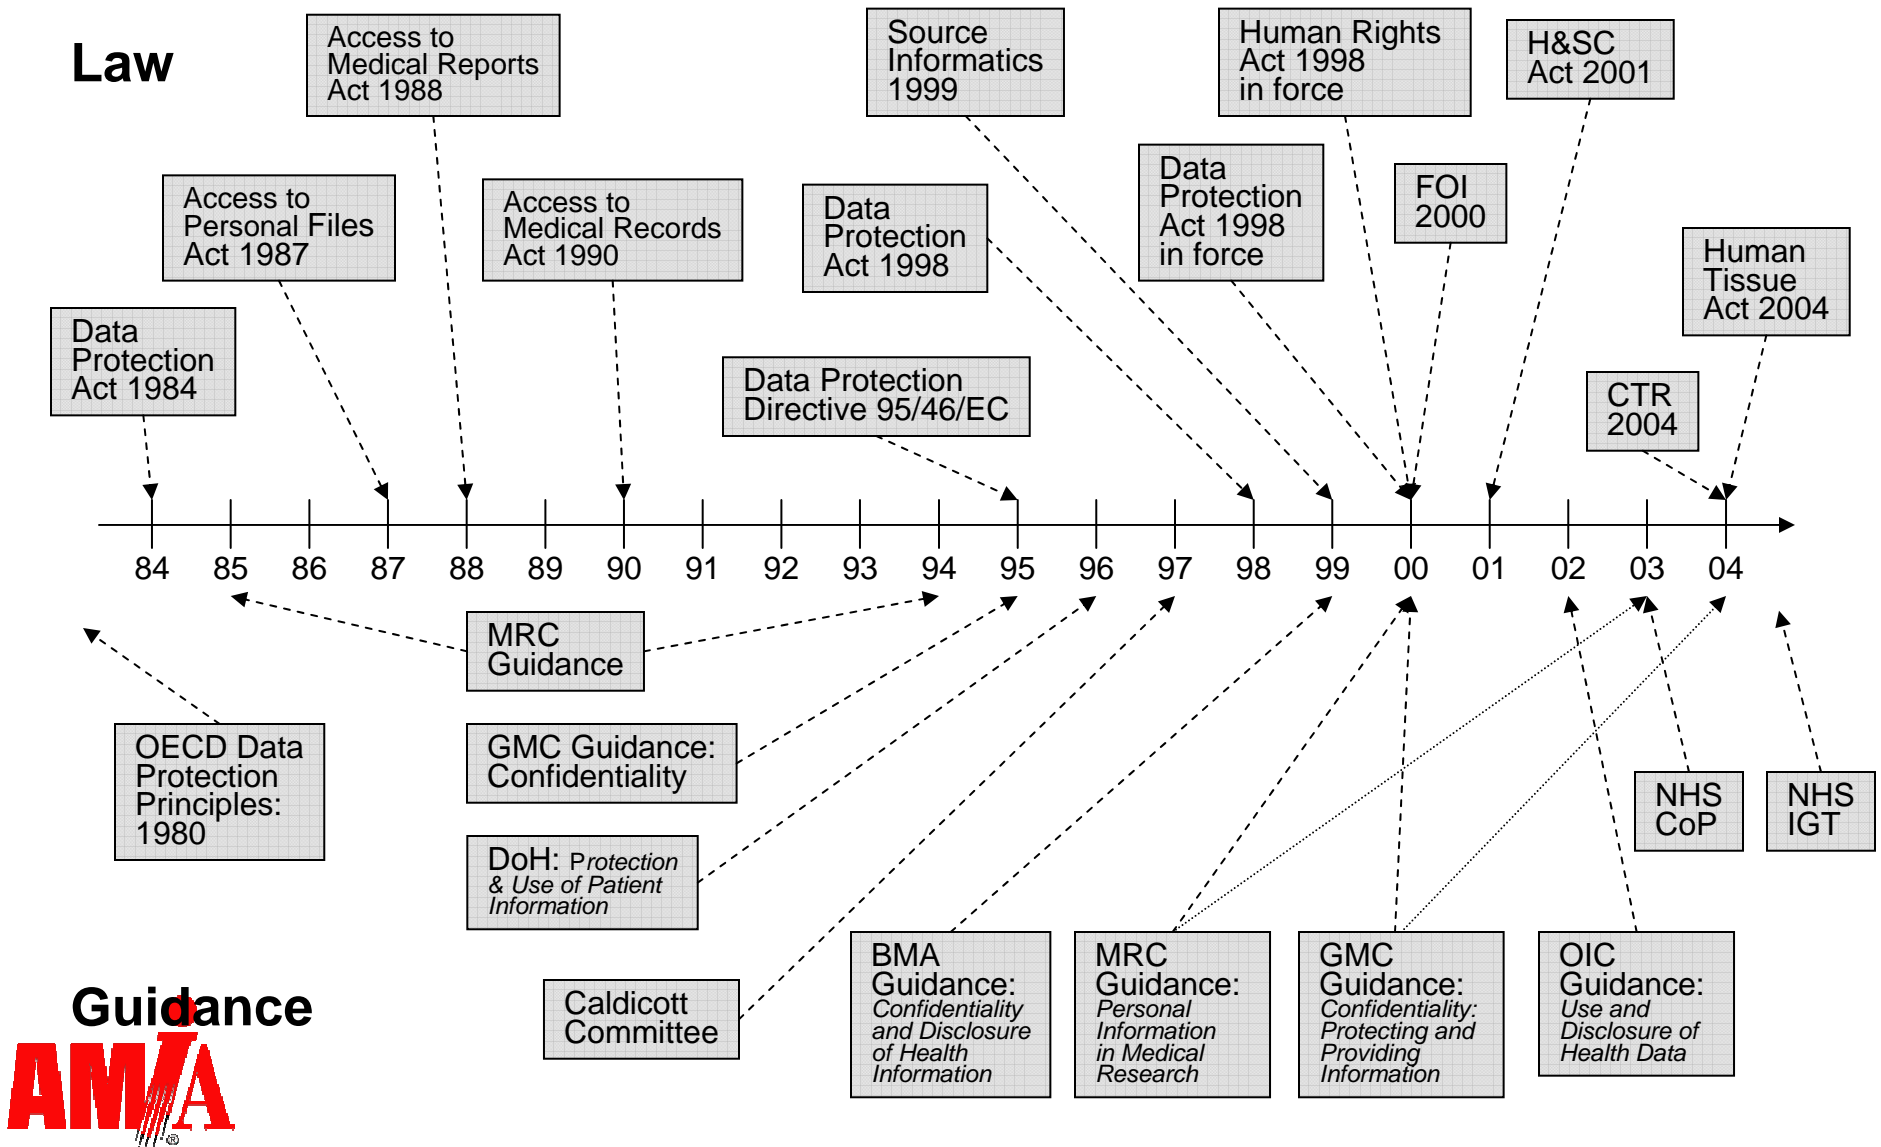 Law
Access to
Medical Reports
Act 1988
Source
Informatics
1999
Human Rights
Act 1998
in force
H&SC
Act 2001
Access to
Personal Files
Act 1987
Access to
Medical Records
Act 1990
Data
Protection
Act 1998
Data
Protection
Act 1998
in force
FOI
2000
Human
Tissue
Act 2004
Data
Protection
Act 1984
Data Protection
Directive 95/46/EC
CTR
2004
84 85 86 87 88 89 90 91 92 93 94 95 96 97 98 99 00 01 02 03 04
MRC
Guidance
OECD Data
Protection
Principles:
1980
GMC Guidance:
Confidentiality
NHS
CoP
NHS
IGT
DoH: Protection
& Use of Patient
Information
Caldicott
Committee
BMA
Guidance:
Confidentiality
and Disclosure
of Health
Information
MRC
Guidance:
Personal
Information
in Medical
Research
GMC
Guidance:
Confidentiality:
Protecting and
Providing
Information
OIC
Guidance:
Use and
Disclosure of
Health Data
Guidance
AMIA
®